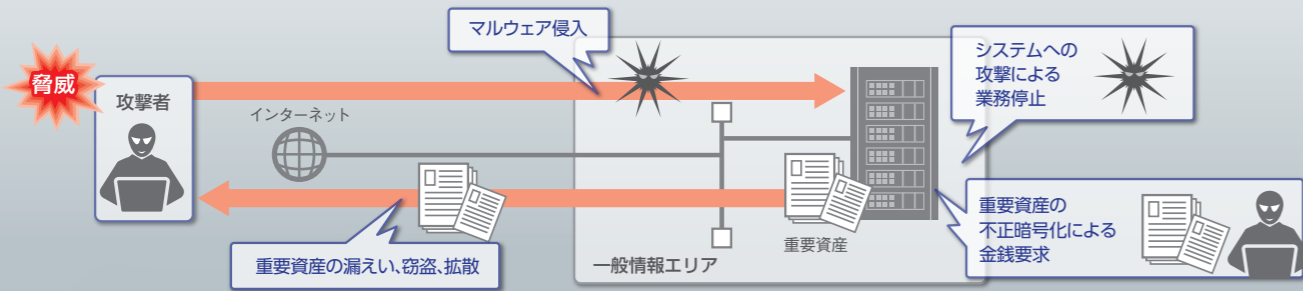 マルウェア侵入
脅威
攻撃者
インターネット
システムへの
攻撃による
業務停止
重要資産の
不正暗号化による
金銭要求
重要資産
一般情報エリア
重要資産の漏えい、窃盗、拡散